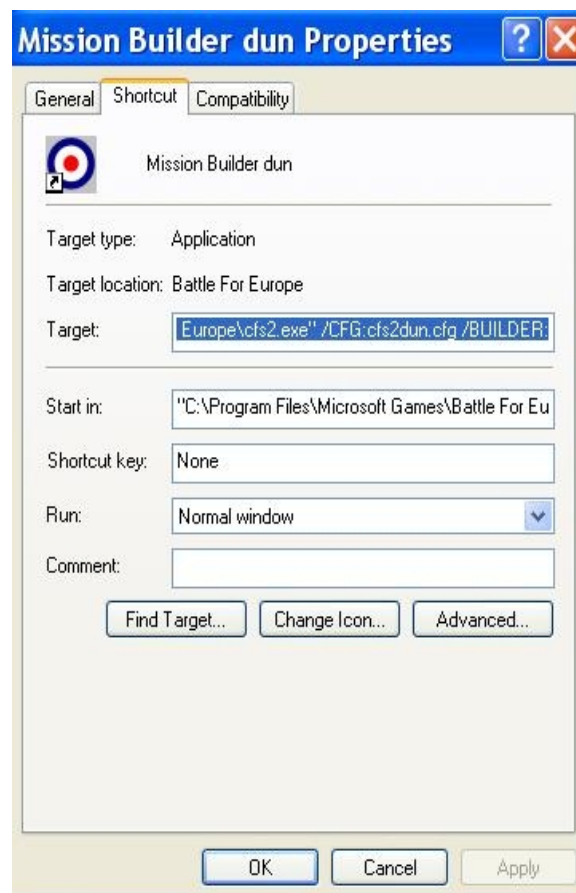 Mission Builder dun Properties
General Shortcut Compatibility
Mission Builder dun
Target type: Application
Target location: Battle For Europe
Target: Europe\cfs2.exe" /CFG:cfs2dun.cfg /BUILDER:
Start in: "C:\Program Files\Microsoft Games\Battle For Eu
Shortcut key: None
Run: Normal window
Comment:
Find Target... Change Icon... Advanced...
OK Cancel Apply